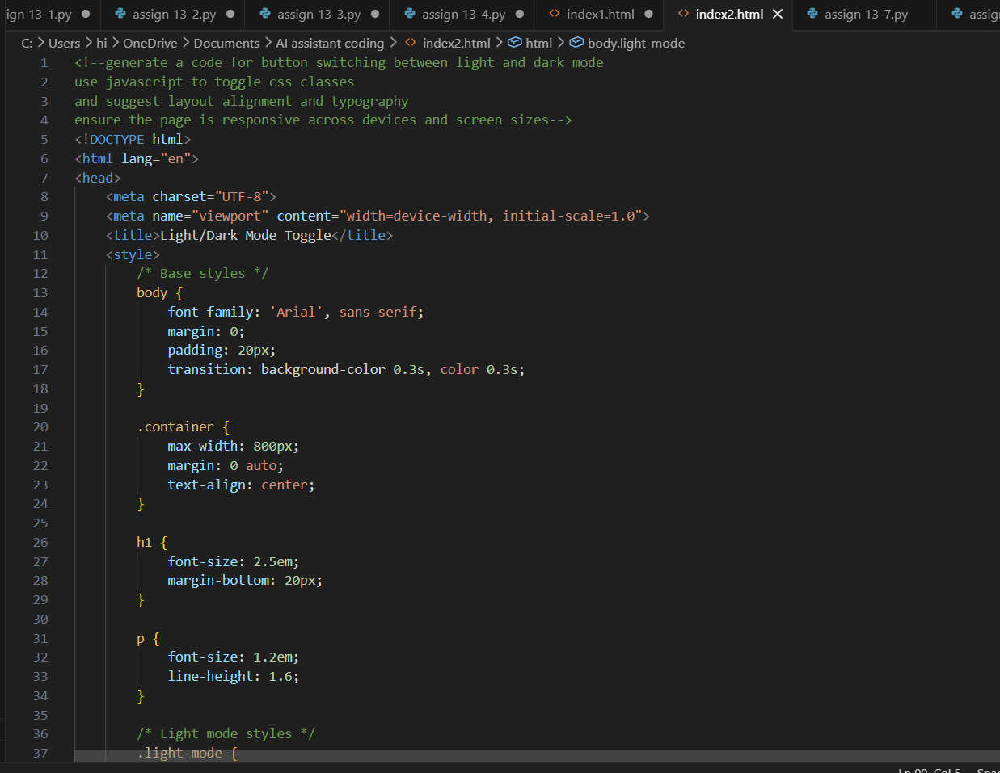 ign 13-1.py assign 13-2.py assign 13-3.py assign 13-4.py index1.html index2.html assign 13-7.py assig
C: > Users > hi > OneDrive > Documents > AI assistant coding > index2.html > html > body.light-mode
1 <!--generate a code for button switching between light and dark mode
2 use javascript to toggle css classes
3 and suggest layout alignment and typography
4 ensure the page is responsive across devices and screen sizes-->
5 <!DOCTYPE html>
6 <html lang="en">
7 <head>
8 <meta charset="UTF-8">
9 <meta name="viewport" content="width=device-width, initial-scale=1.0">
10 <title>Light/Dark Mode Toggle</title>
11 <style>
12 /* Base styles */
13 body {
14 font-family: 'Arial', sans-serif;
15 margin: 0;
16 padding: 20px;
17 transition: background-color 0.3s, color 0.3s;
18 }
19
20 .container {
21 max-width: 800px;
22 margin: 0 auto;
23 text-align: center;
24 }
25
26 h1 {
27 font-size: 2.5em;
28 margin-bottom: 20px;
29 }
30
31 p {
32 font-size: 1.2em;
33 line-height: 1.6;
34 }
35
36 /* Light mode styles */
37 .light-mode {